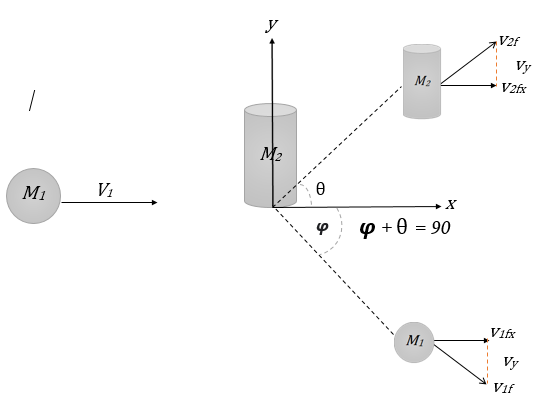 y
v2f
M2
vy
v2fx
/
M2
M1
V1
θ
x
φ
φ + θ = 90
v1fx
M1
vy
v1f